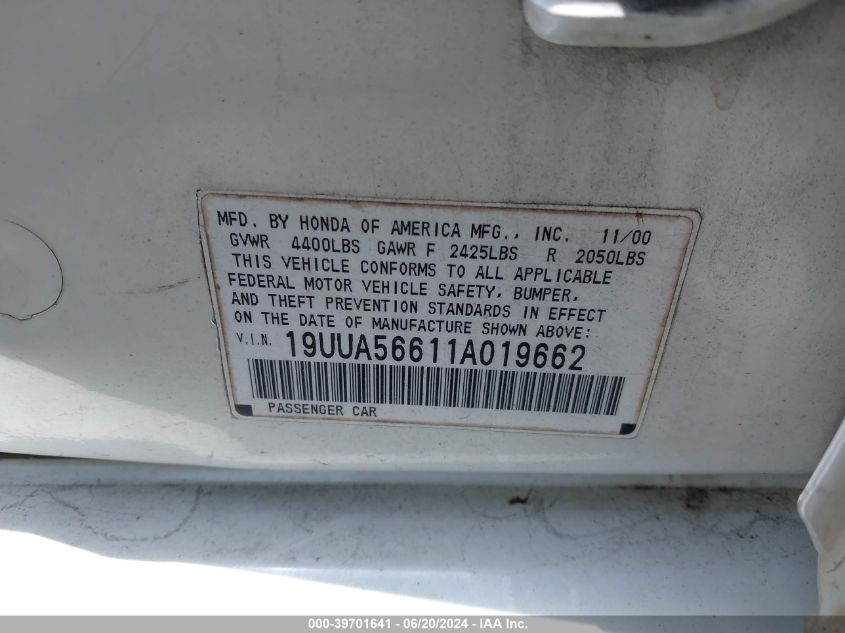 MFD. BY HONDA OF AMERICA MFG., INC. 11/00
GVWR 4400LBS GAWR F 2425LBS R 2050LBS
THIS VEHICLE CONFORMS TO ALL APPLICABLE
FEDERAL MOTOR VEHICLE SAFETY, BUMPER,
AND THEFT PREVENTION STANDARDS IN EFFECT
ON THE DATE OF MANUFACTURE SHOWN ABOVE:
V.I.N. 19UUA56611A019662
PASSENGER CAR
000-39701641 - 06/20/2024 - IAA Inc.